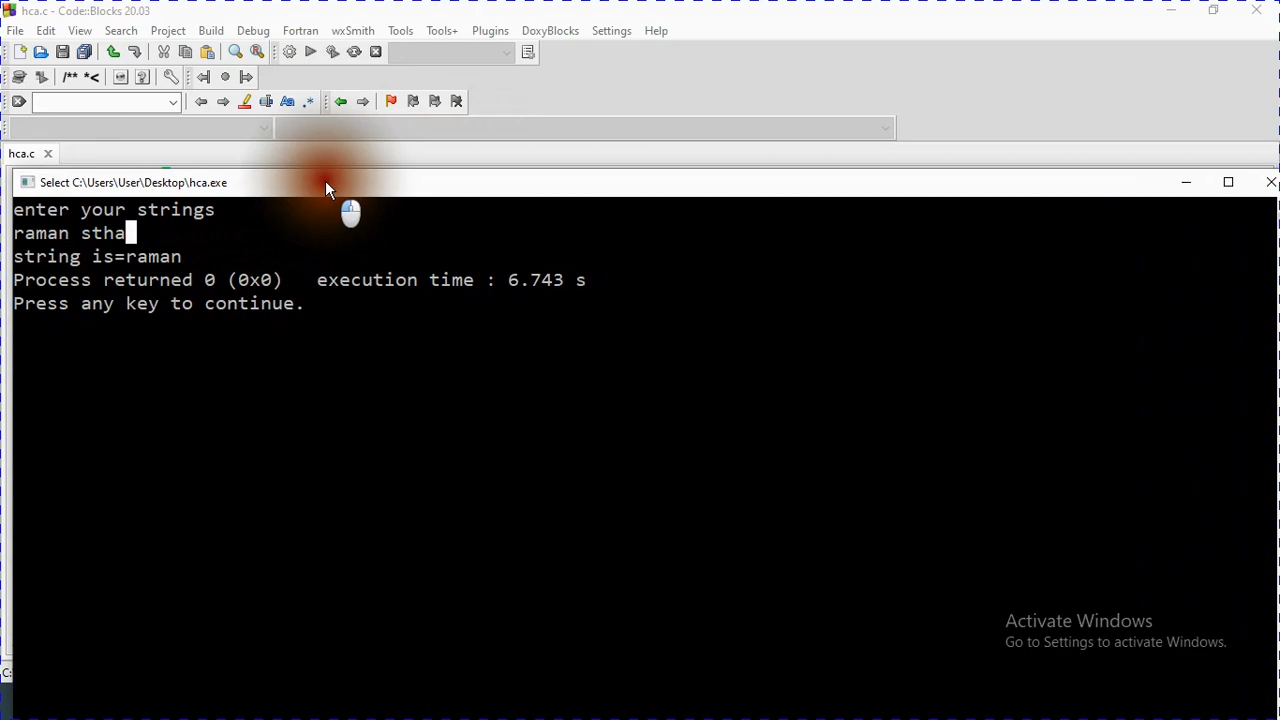 hca.c - Code::Blocks 20.03
File Edit View Search Project Build Debug Fortran wxSmith Tools Tools+ Plugins DoxyBlocks Settings Help
/** *<
Aa .*
hca.c
Select C:\Users\User\Desktop\hca.exe
enter your strings
raman stha
string is=raman
Process returned 0 (0x0)   execution time : 6.743 s
Press any key to continue.
Activate Windows
Go to Settings to activate Windows.
C: